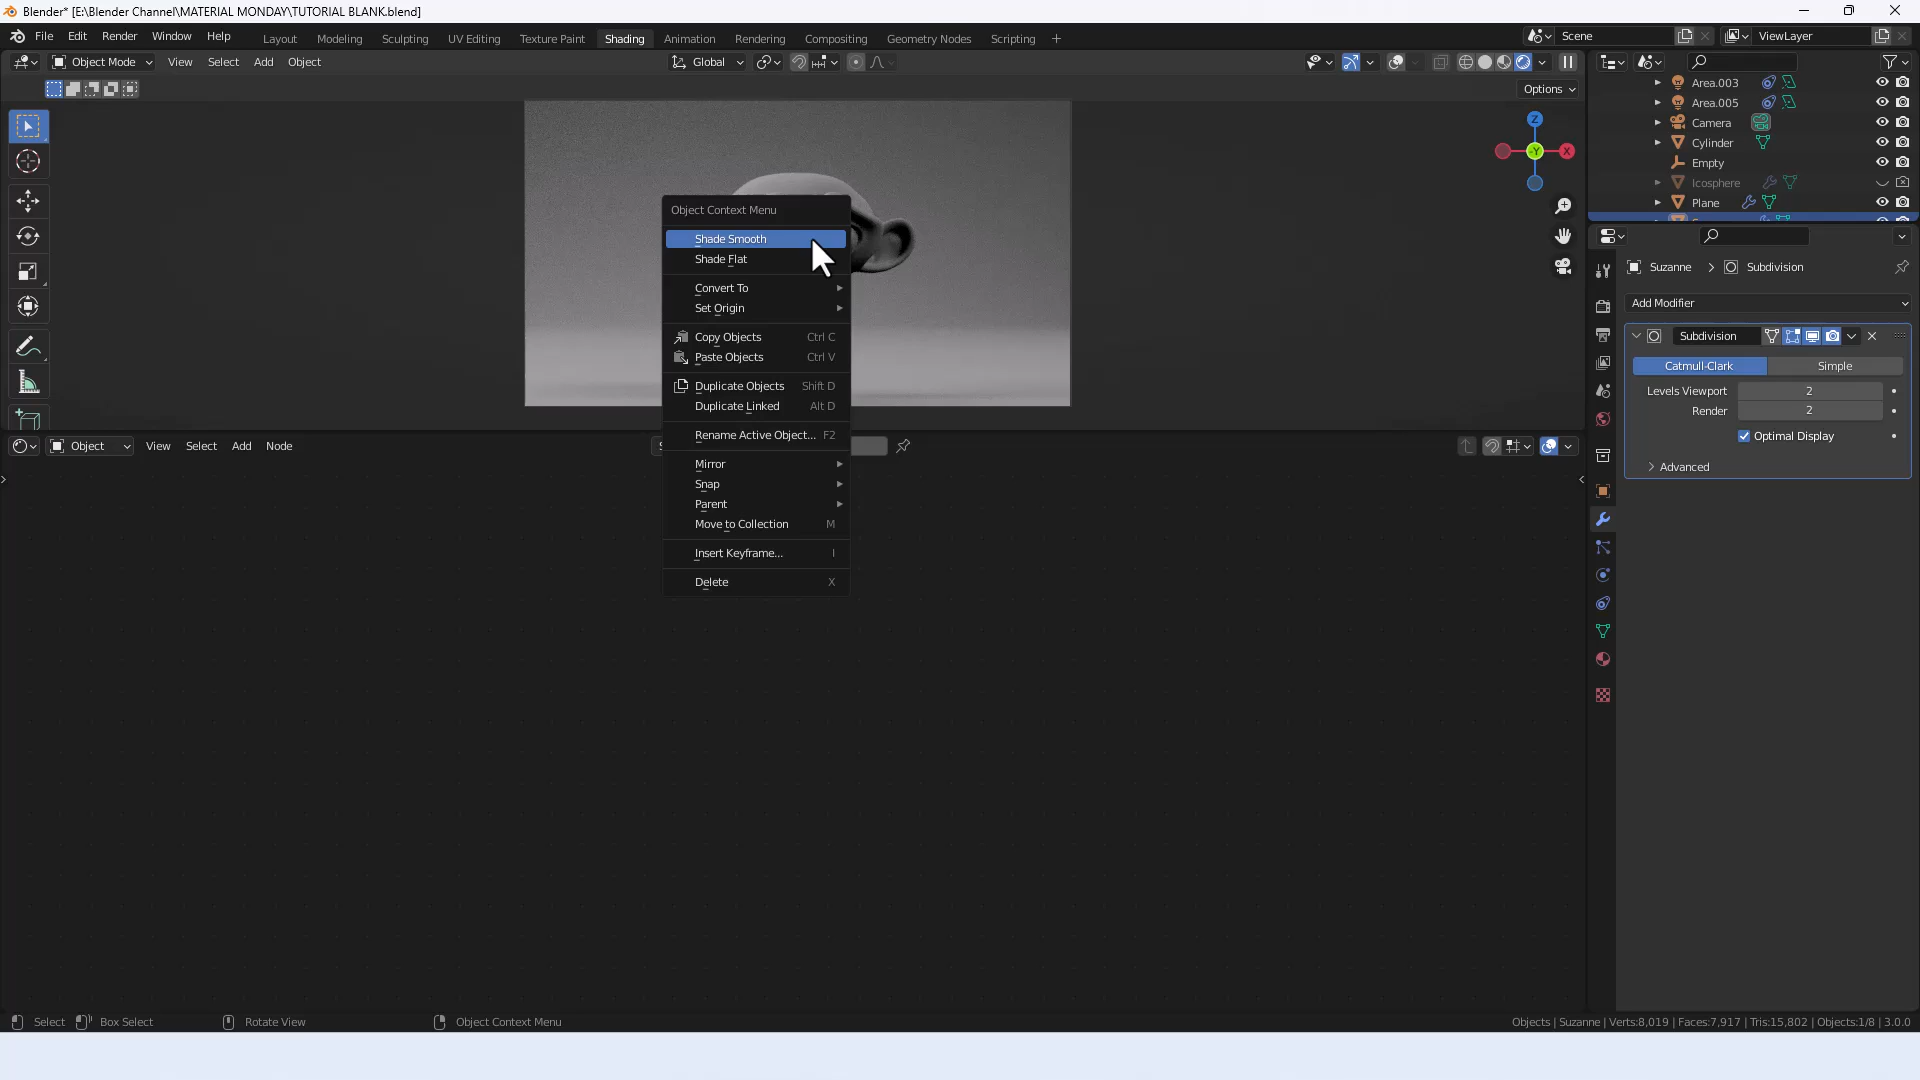 Blender* [E:\Blender Channel\MATERIAL MONDAY\TUTORIAL BLANK.blend]
File Edit Render Window Help Layout Modeling Sculpting UV Editing Texture Paint Shading Animation Rendering Compositing Geometry Nodes Scripting + Scene ViewLayer
Object Mode View Select Add Object Global
Options
Z
Y X
Area.003
Area.005
Camera
Cylinder
Empty
Icosphere
Plane
Object Context Menu
Shade Smooth
Shade Flat
Convert To
Set Origin
Copy Objects Ctrl C
Paste Objects Ctrl V
Duplicate Objects Shift D
Duplicate Linked Alt D
Rename Active Object... F2
Mirror
Snap
Parent
Move to Collection M
Insert Keyframe... I
Delete X
Suzanne > Subdivision
Add Modifier
Subdivision
Catmull-Clark Simple
Levels Viewport 2
Render 2
Optimal Display
Advanced
Object View Select Add Node
Select Box Select Rotate View Object Context Menu
Objects | Suzanne | Verts:8,019 | Faces:7,917 | Tris:15,802 | Objects:1/8 | 3.0.0